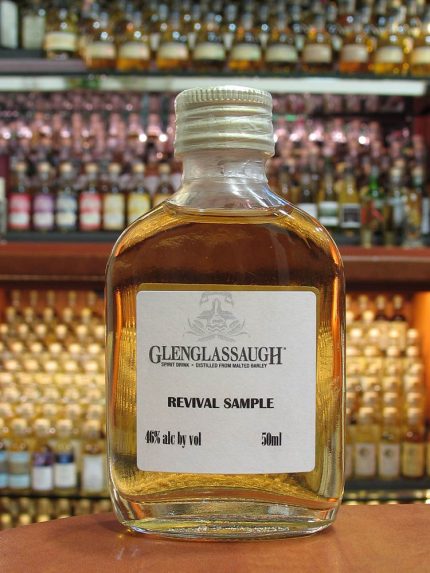 GLENGLASSAUGH
SPIRIT DRINK • DISTILLED FROM MALTED BARLEY
REVIVAL SAMPLE
46% alc by vol 50ml